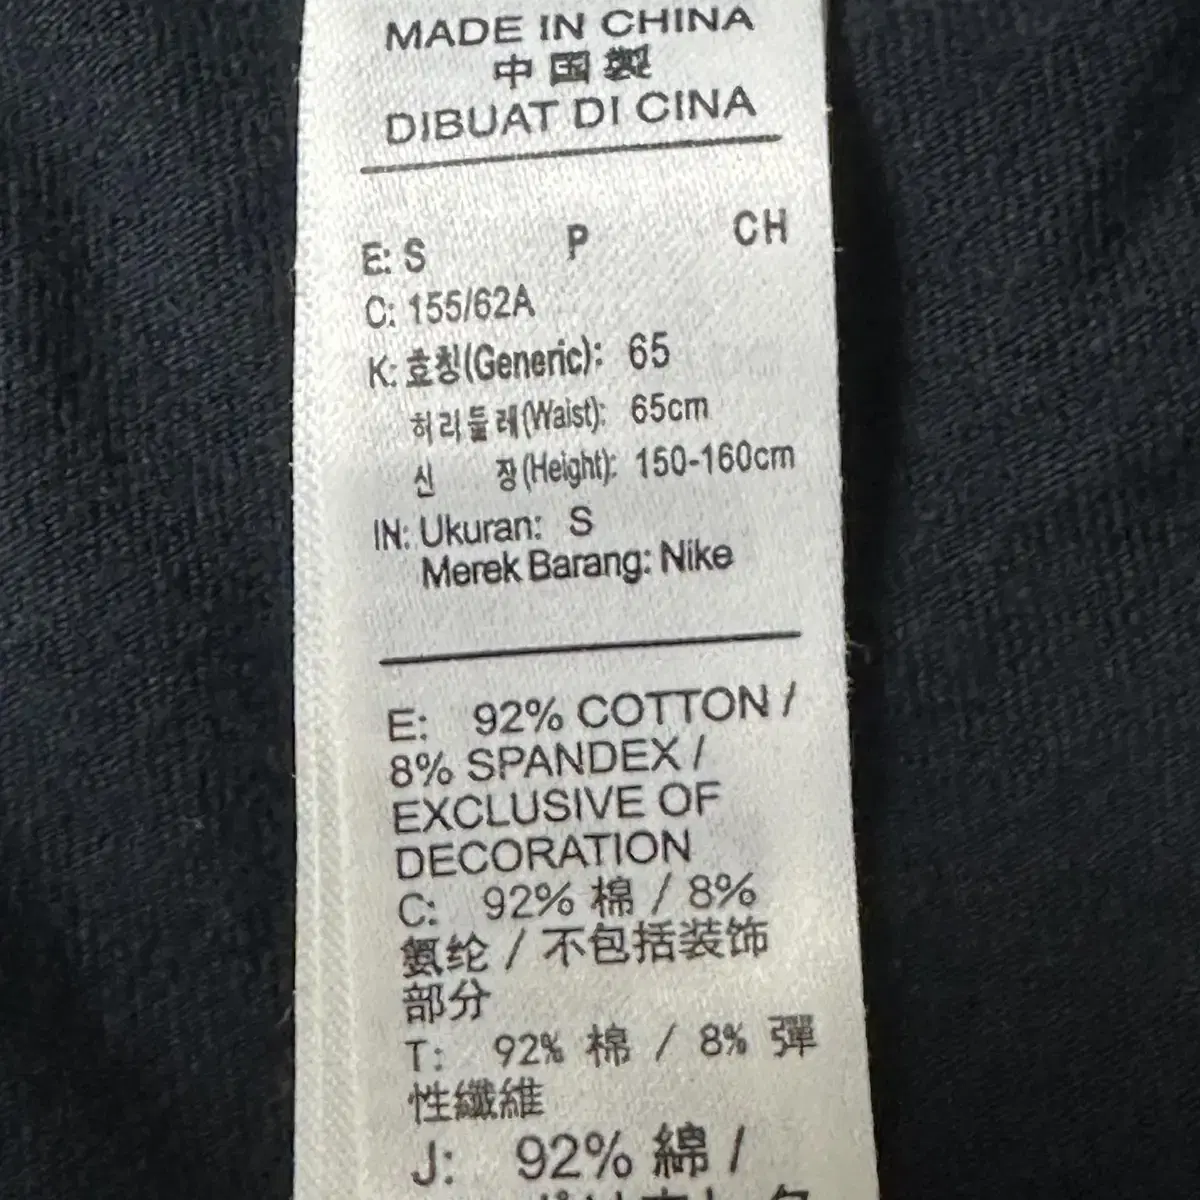 MADE IN CHINA
中国製
DIBUAT DI CINA
E: S P CH
C: 155/62A
K: 호칭(Generic): 65
허리둘레(Waist): 65cm
신 장(Height): 150-160cm
IN: Ukuran: S
Merek Barang: Nike
E: 92% COTTON /
8% SPANDEX /
EXCLUSIVE OF
DECORATION
C: 92% 棉 / 8%
氨纶 / 不包括装饰
部分
T: 92% 棉 / 8% 彈
性纖維
J: 92% 綿 /